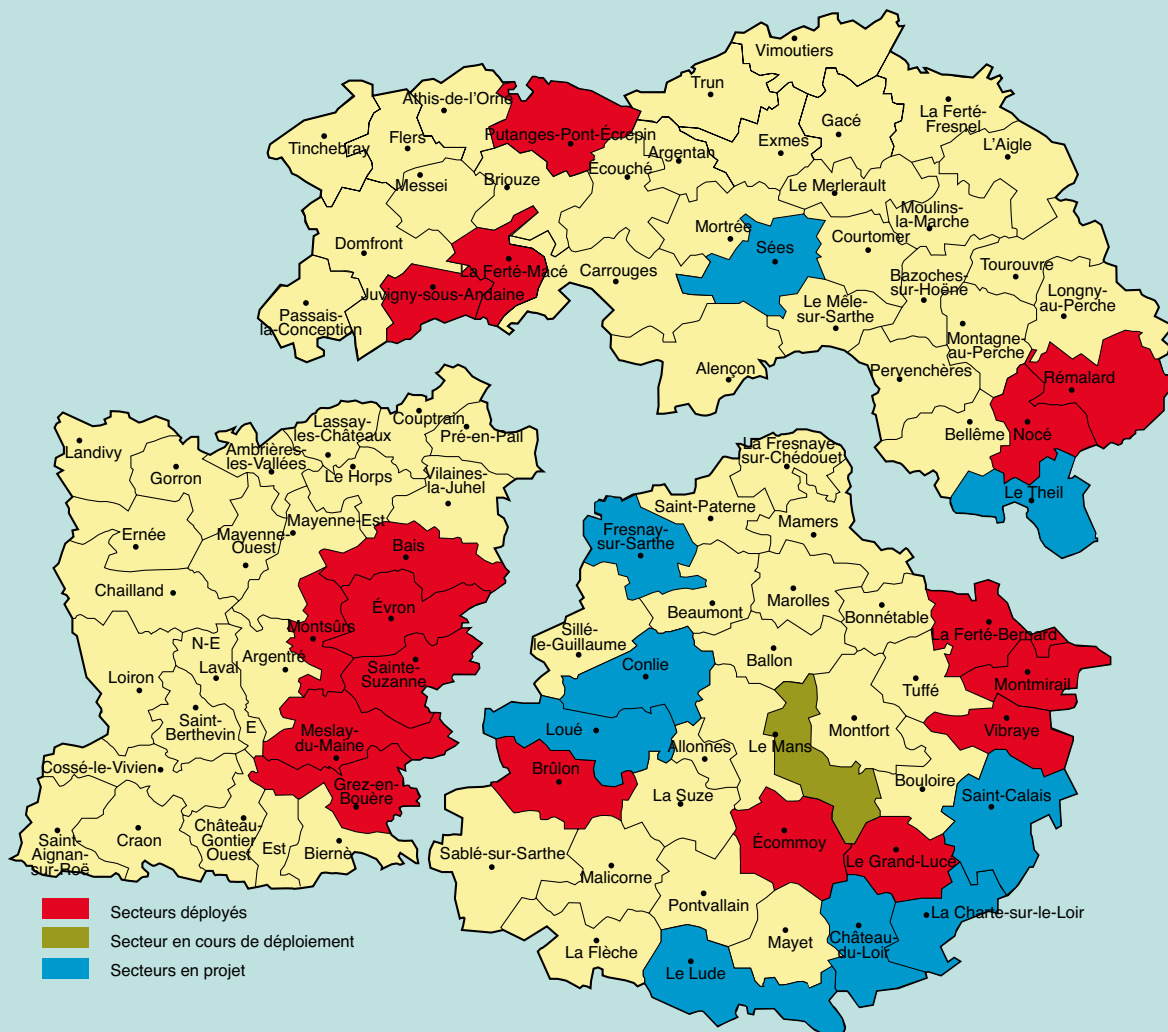 Vimoutiers
Trun
Athis-de-l'Orne
La Ferté-
Fresnel
Gacé
Putanges-Pont-Écrepin
Flers
Tinchebray
Exmes
L'Aigle
Argentan
Écouché
Messei
Briouze
Le Merlerault
Moulins-
la-Marche
Mortrée
Sées
Courtomer
Domfront
La Ferté-Macé
Carrouges
Juvigny-sous-Andaine
Bazoches-
sur-Hoëne
Tourouvre
Longny-
au-Perche
Passais-
la-Conception
Le Mêle-
sur-Sarthe
Montagne-
au-Perche
Alençon
Pervenchères
Rémalard
Bellême
Nocé
Le Theil
Landivy
Gorron
Ambrières-
les-Vallées
Lassay-
les-Châteaux
Couptrain
Pré-en-Pail
Le Horps
Vilaines-
la-Juhel
Ernée
Mayenne-
Ouest
Mayenne-Est
Bais
Chailland
Évron
Montsûrs
N-E
Laval
Argentré
Sainte-
Suzanne
Loiron
Saint-
Berthevin
E
Meslay-
du-Maine
Cossé-le-Vivien
Grez-en-
Bouère
Saint-
Aignan-
sur-Roë
Craon
Château-
Gontier
Ouest
Est
Bierné
La Fresnaye-
sur-Chédouet
Saint-Paterne
Fresnay-
sur-Sarthe
Mamers
Beaumont
Marolles
Bonnétable
Sillé-
le-Guillaume
Conlie
Ballon
La Ferté-Bernard
Tuffé
Montmirail
Loué
Allonnes
Le Mans
Montfort
Vibraye
Brûlon
La Suze
Bouloire
Saint-Calais
Écommoy
Le Grand-Lucé
Sablé-sur-Sarthe
Malicorne
Pontvallain
La Charte-sur-le-Loir
La Flèche
Mayet
Château-
du-Loir
Le Lude
Secteurs déployés
Secteur en cours de déploiement
Secteurs en projet